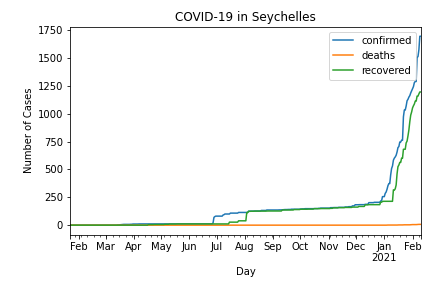 COVID-19 in Seychelles
1750
1500
1250
1000
750
500
250
0
Number of Cases
confirmed
deaths
recovered
Feb Mar Apr May Jun Jul Aug Sep Oct Nov Dec Jan Feb
2021
Day